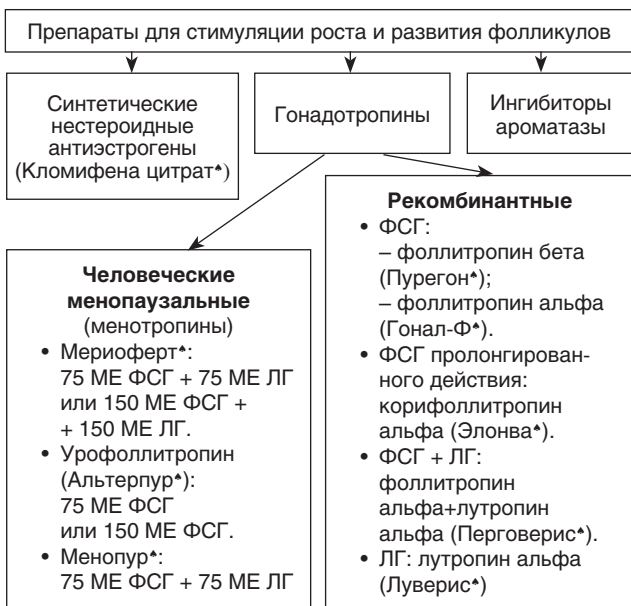 Препараты для стимуляции роста и развития фолликулов
Синтетические
нестероидные
антиэстрогены
(Кломифена цитрат♠)
Гонадотропины
Ингибиторы
ароматазы
Человеческие
менопаузальные
(менотропины)
• Мериоферт♠:
75 МЕ ФСГ + 75 МЕ ЛГ
или 150 МЕ ФСГ +
+ 150 МЕ ЛГ.
• Урофоллитропин
(Альтерпур♠):
75 МЕ ФСГ
или 150 МЕ ФСГ.
• Менопур♠:
75 МЕ ФСГ + 75 МЕ ЛГ
Рекомбинантные
• ФСГ:
– фоллитропин бета
(Пурегон♠);
– фоллитропин альфа
(Гонал-Ф♠).
• ФСГ пролонгирован-
ного действия:
корифоллитропин
альфа (Элонва♠).
• ФСГ + ЛГ:
фоллитропин
альфа+лутропин
альфа (Перговерис♠).
• ЛГ: лутропин альфа
(Луверис♠)